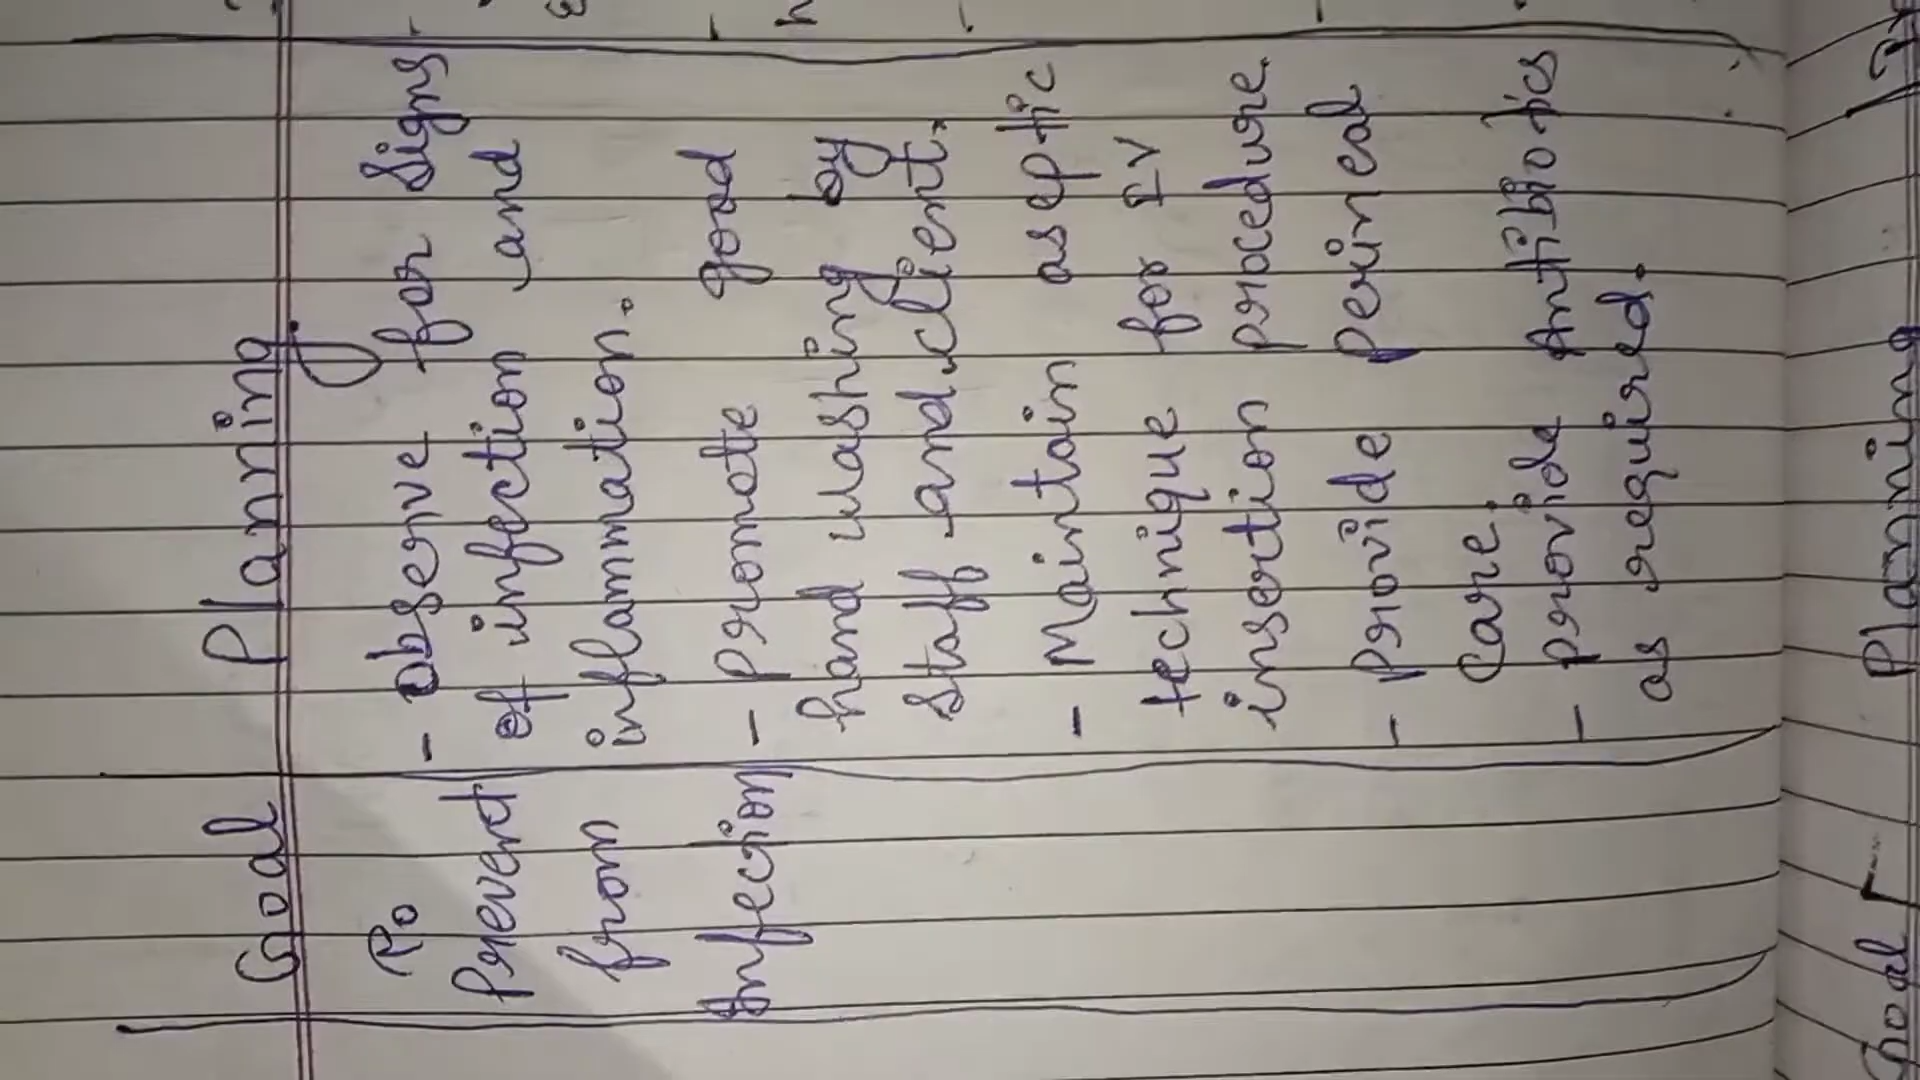 Goal
To
Prevent
from
Infection
Planning
- observe for Signs
of infection and
inflammation.
- Promote good
hand washing by
staff and client.
- Maintain aseptic
technique for IV
insertion procedure.
- Provide perineal
Care.
- provide Antibiotics
as required.
Goal
Planning